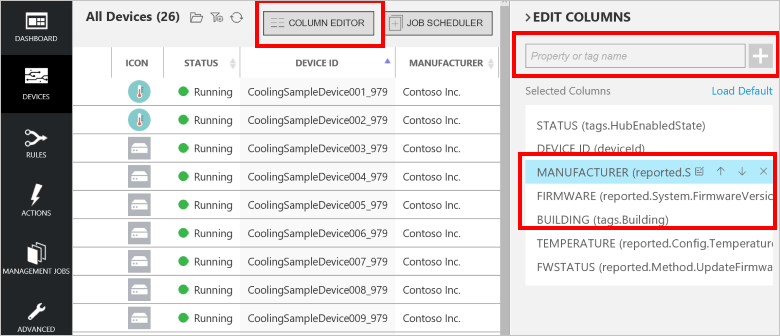 DASHBOARD
DEVICES
RULES
ACTIONS
MANAGEMENT JOBS
ADVANCED
All Devices (26)
COLUMN EDITOR
JOB SCHEDULER
ICON STATUS DEVICE ID MANUFACTURER
Running CoolingSampleDevice001_979 Contoso Inc.
Running CoolingSampleDevice002_979 Contoso Inc.
Running CoolingSampleDevice003_979 Contoso Inc.
Running CoolingSampleDevice004_979 Contoso Inc.
Running CoolingSampleDevice005_979 Contoso Inc.
Running CoolingSampleDevice006_979 Contoso Inc.
Running CoolingSampleDevice007_979 Contoso Inc.
Running CoolingSampleDevice008_979 Contoso Inc.
Running CoolingSampleDevice009_979 Contoso Inc.
EDIT COLUMNS
Property or tag name
Selected Columns Load Default
STATUS (tags.HubEnabledState)
DEVICE ID (deviceId)
MANUFACTURER (reported.S
FIRMWARE (reported.System.FirmwareVersio
BUILDING (tags.Building)
TEMPERATURE (reported.Config.Temperature
FWSTATUS (reported.Method.UpdateFirmwa